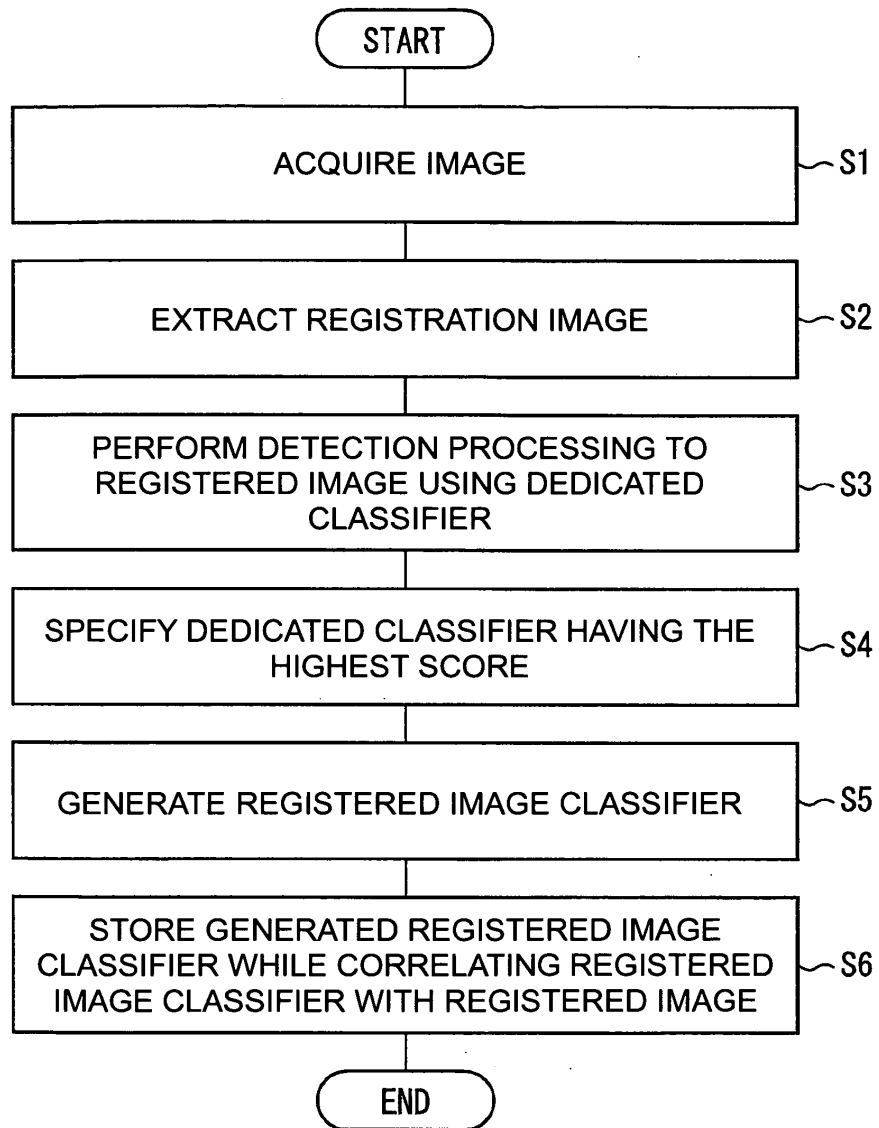 START
ACQUIRE IMAGE
S1
EXTRACT REGISTRATION IMAGE
S2
PERFORM DETECTION PROCESSING TO
REGISTERED IMAGE USING DEDICATED
CLASSIFIER
S3
SPECIFY DEDICATED CLASSIFIER HAVING THE
HIGHEST SCORE
S4
GENERATE REGISTERED IMAGE CLASSIFIER
S5
STORE GENERATED REGISTERED IMAGE
CLASSIFIER WHILE CORRELATING REGISTERED
IMAGE CLASSIFIER WITH REGISTERED IMAGE
S6
END